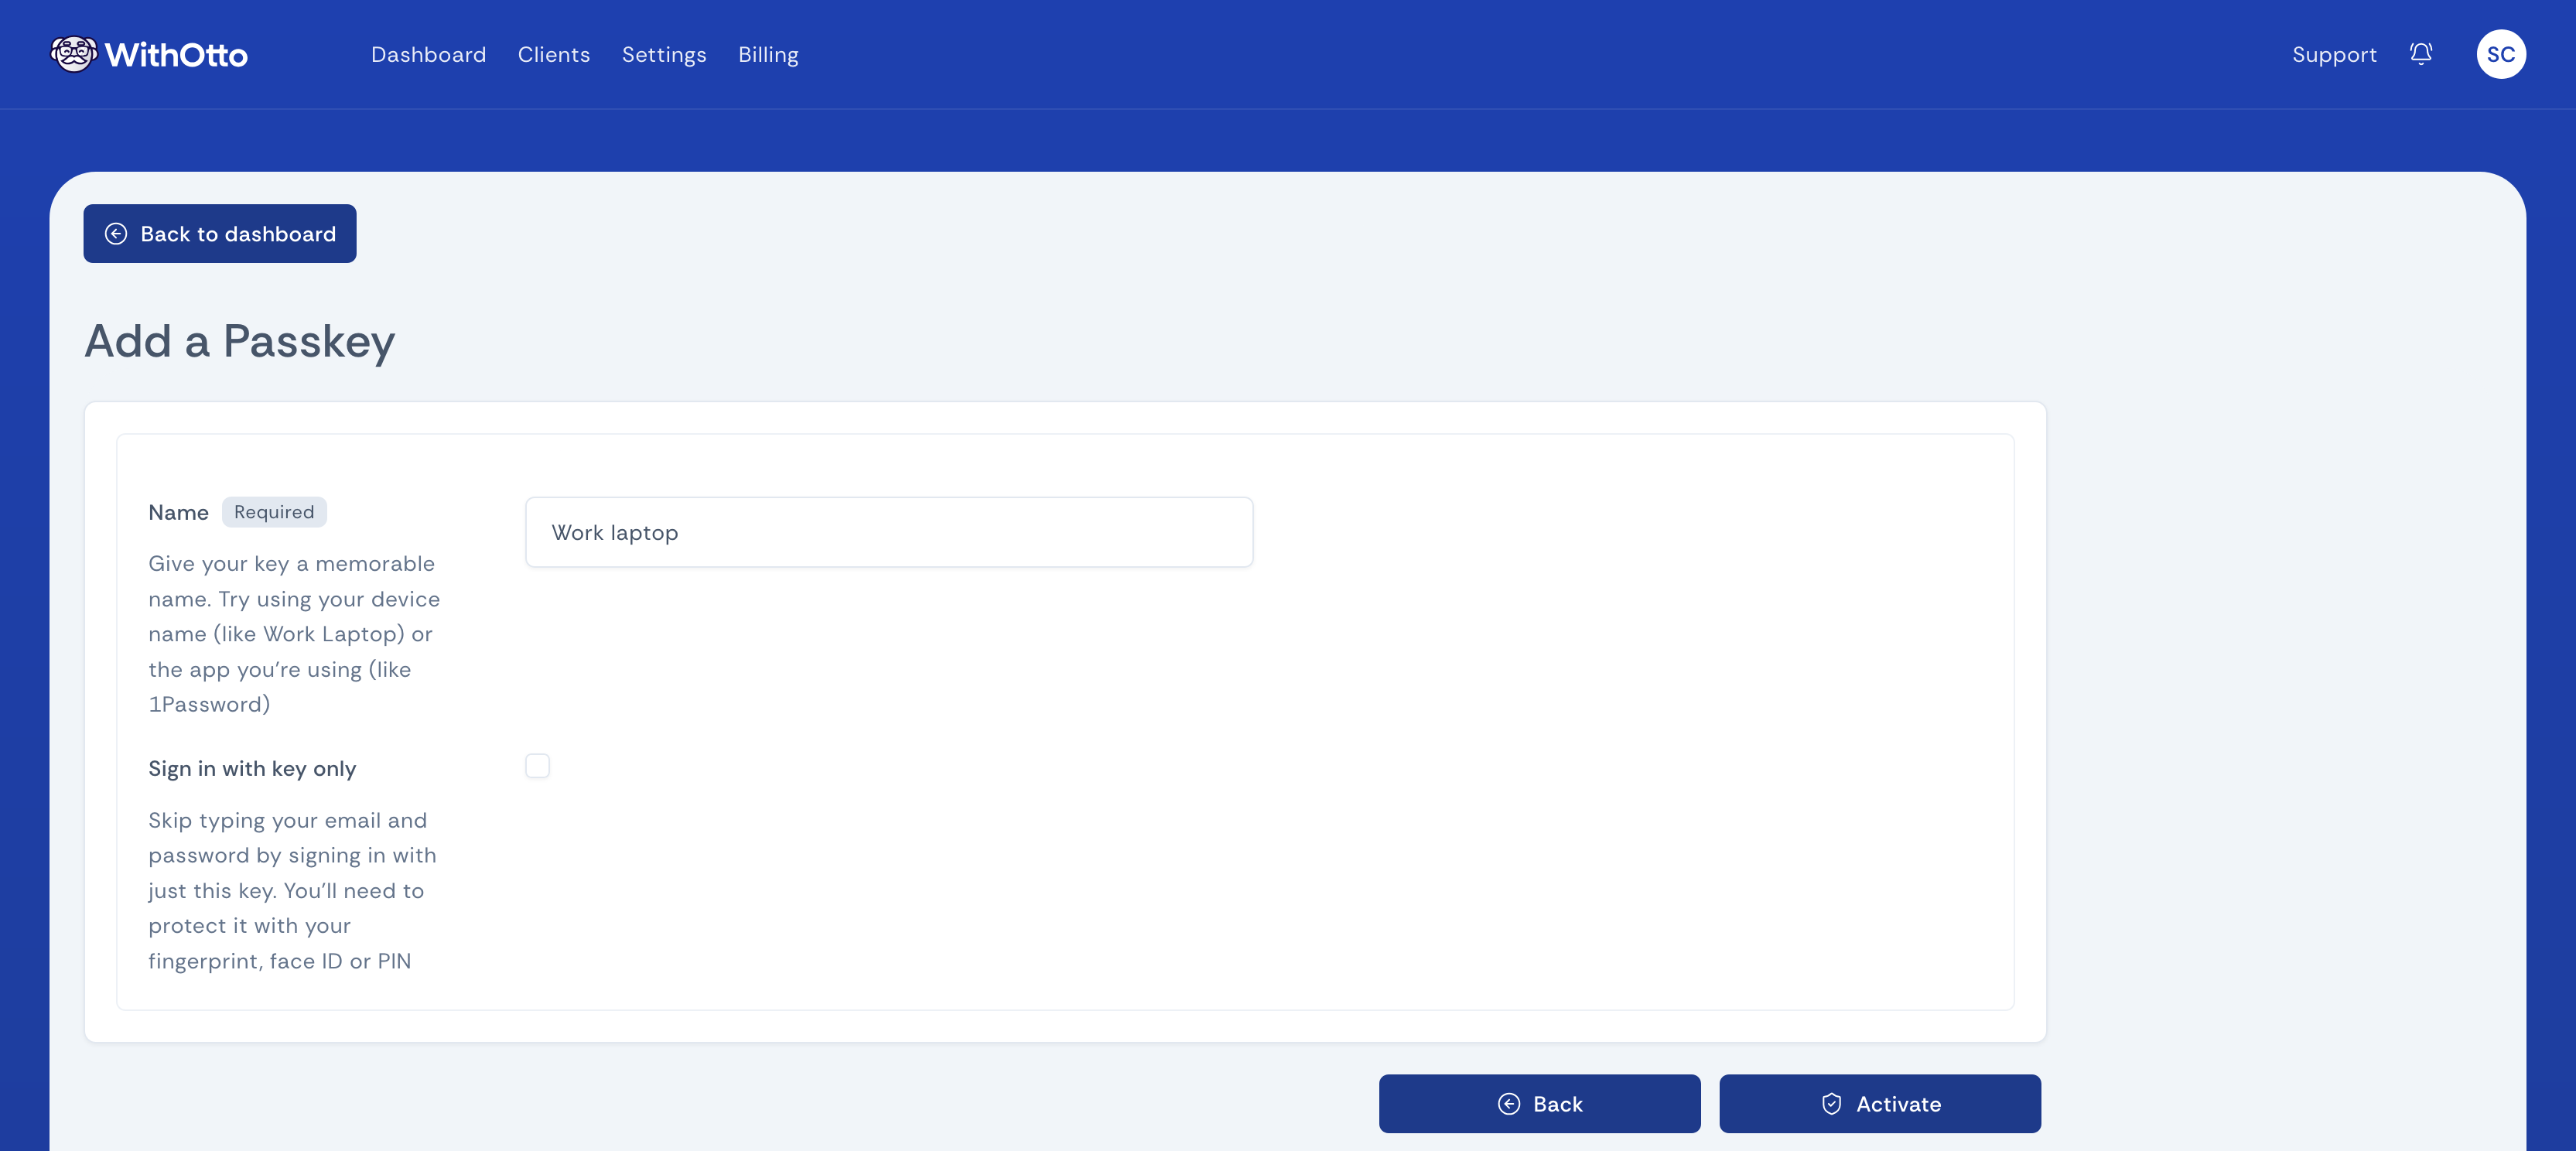 WithOtto
Dashboard Clients Settings Billing
Support
SC
Back to dashboard
Add a Passkey
Name
Required
Work laptop
Give your key a memorable
name. Try using your device
name (like Work Laptop) or
the app you’re using (like
1Password)
Sign in with key only
Skip typing your email and
password by signing in with
just this key. You’ll need to
protect it with your
fingerprint, face ID or PIN
Back
Activate